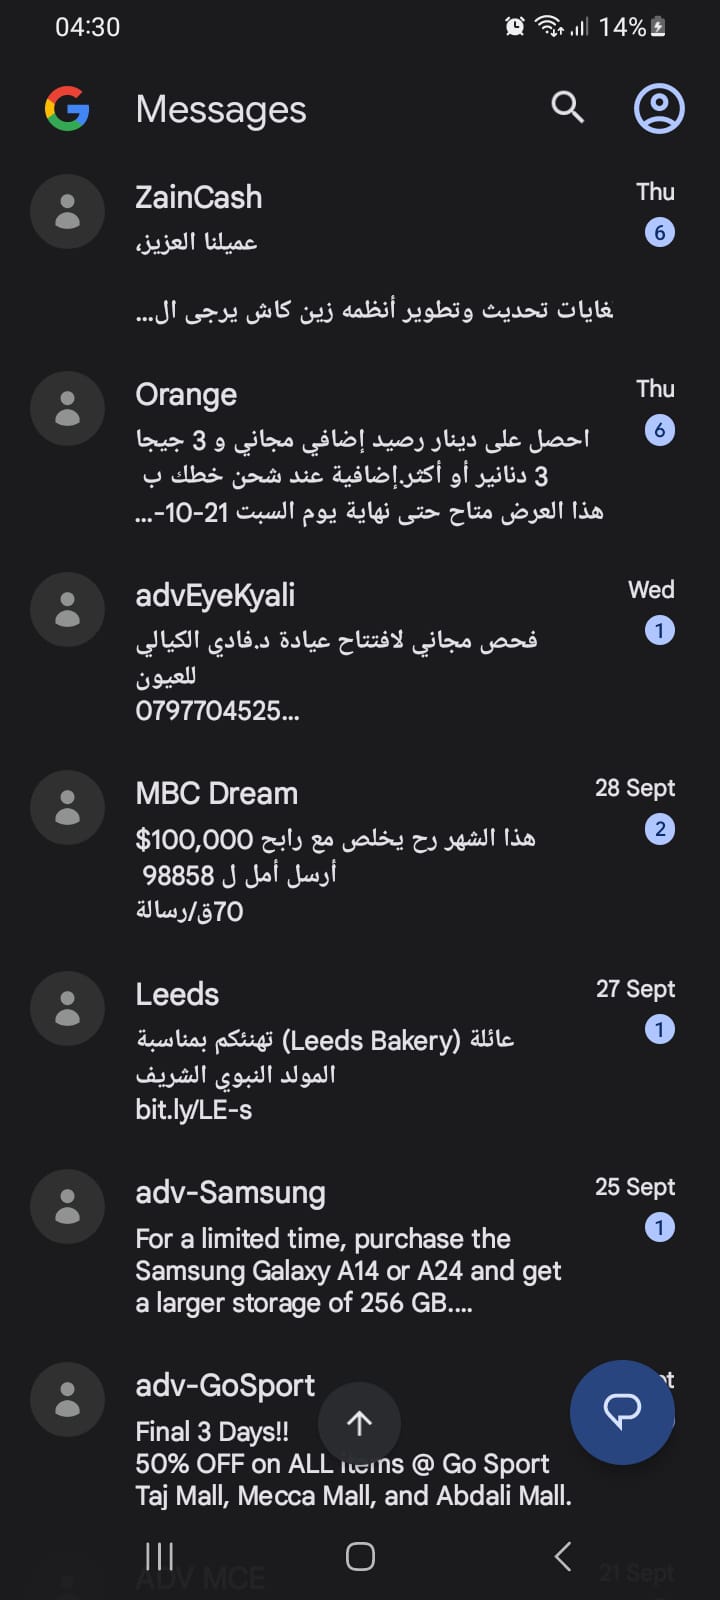 04:30
14%
Messages
ZainCash
Thu
6
عميلنا العزيز،
لغايات تحديث وتطوير أنظمه زين كاش يرجى ال...
Orange
Thu
6
احصل على دينار رصيد إضافي مجاني و 3 جيجا
إضافية عند شحن خطك ب 3 دنانير أو أكثر.
هذا العرض متاح حتى نهاية يوم السبت 21-10-...
advEyeKyali
Wed
1
فحص مجاني لافتتاح عيادة د.فادي الكيالي
للعيون
0797704525...
MBC Dream
28 Sept
2
هذا الشهر رح يخلص مع رابح $100,000
أرسل أمل ل 98858
70ق/رسالة
Leeds
27 Sept
1
عائلة (Leeds Bakery) تهنئكم بمناسبة
المولد النبوي الشريف
bit.ly/LE-s
adv-Samsung
25 Sept
1
For a limited time, purchase the
Samsung Galaxy A14 or A24 and get
a larger storage of 256 GB....
adv-GoSport
Final 3 Days!!
50% OFF on ALL items @ Go Sport
Taj Mall, Mecca Mall, and Abdali Mall.
ADV MCE
21 Sept